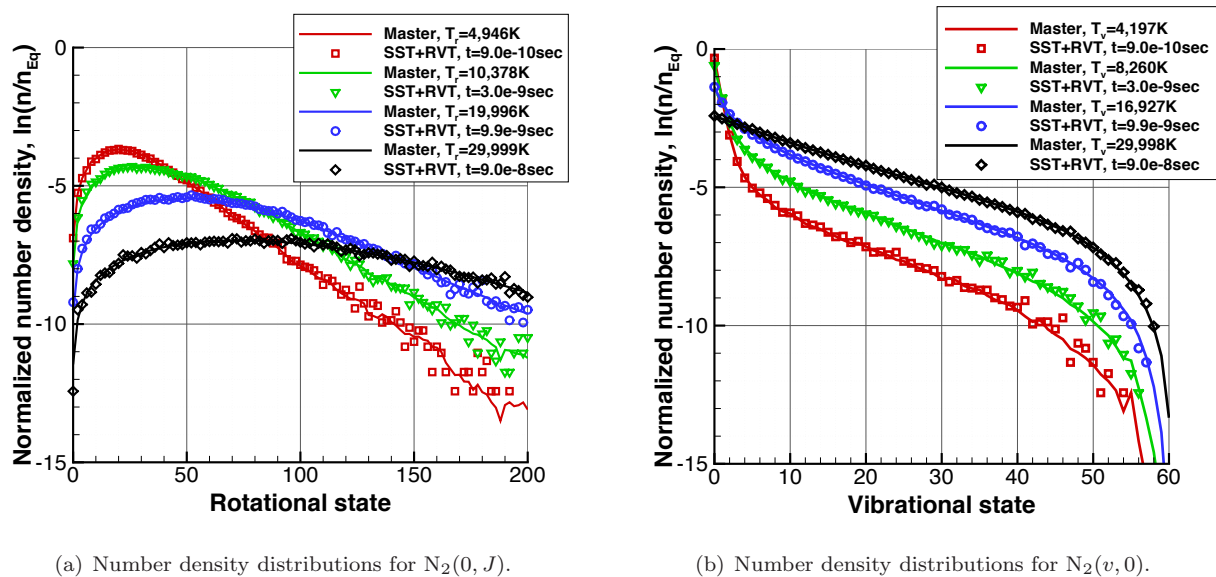 Normalized number density, ln(n/n_Eq)
0
-5
-10
-15
0
50
100
150
200
Rotational state
Master, T_r=4,946K
SST+RVT, t=9.0e-10sec
Master, T_r=10,378K
SST+RVT, t=3.0e-9sec
Master, T_r=19,996K
SST+RVT, t=9.9e-9sec
Master, T_r=29,999K
SST+RVT, t=9.0e-8sec
(a) Number density distributions for N₂(0, J).
Normalized number density, ln(n/n_Eq)
0
-5
-10
-15
0
10
20
30
40
50
60
Vibrational state
Master, T_v=4,197K
SST+RVT, t=9.0e-10sec
Master, T_v=8,260K
SST+RVT, t=3.0e-9sec
Master, T_v=16,927K
SST+RVT, t=9.9e-9sec
Master, T_v=29,998K
SST+RVT, t=9.0e-8sec
(b) Number density distributions for N₂(v, 0).